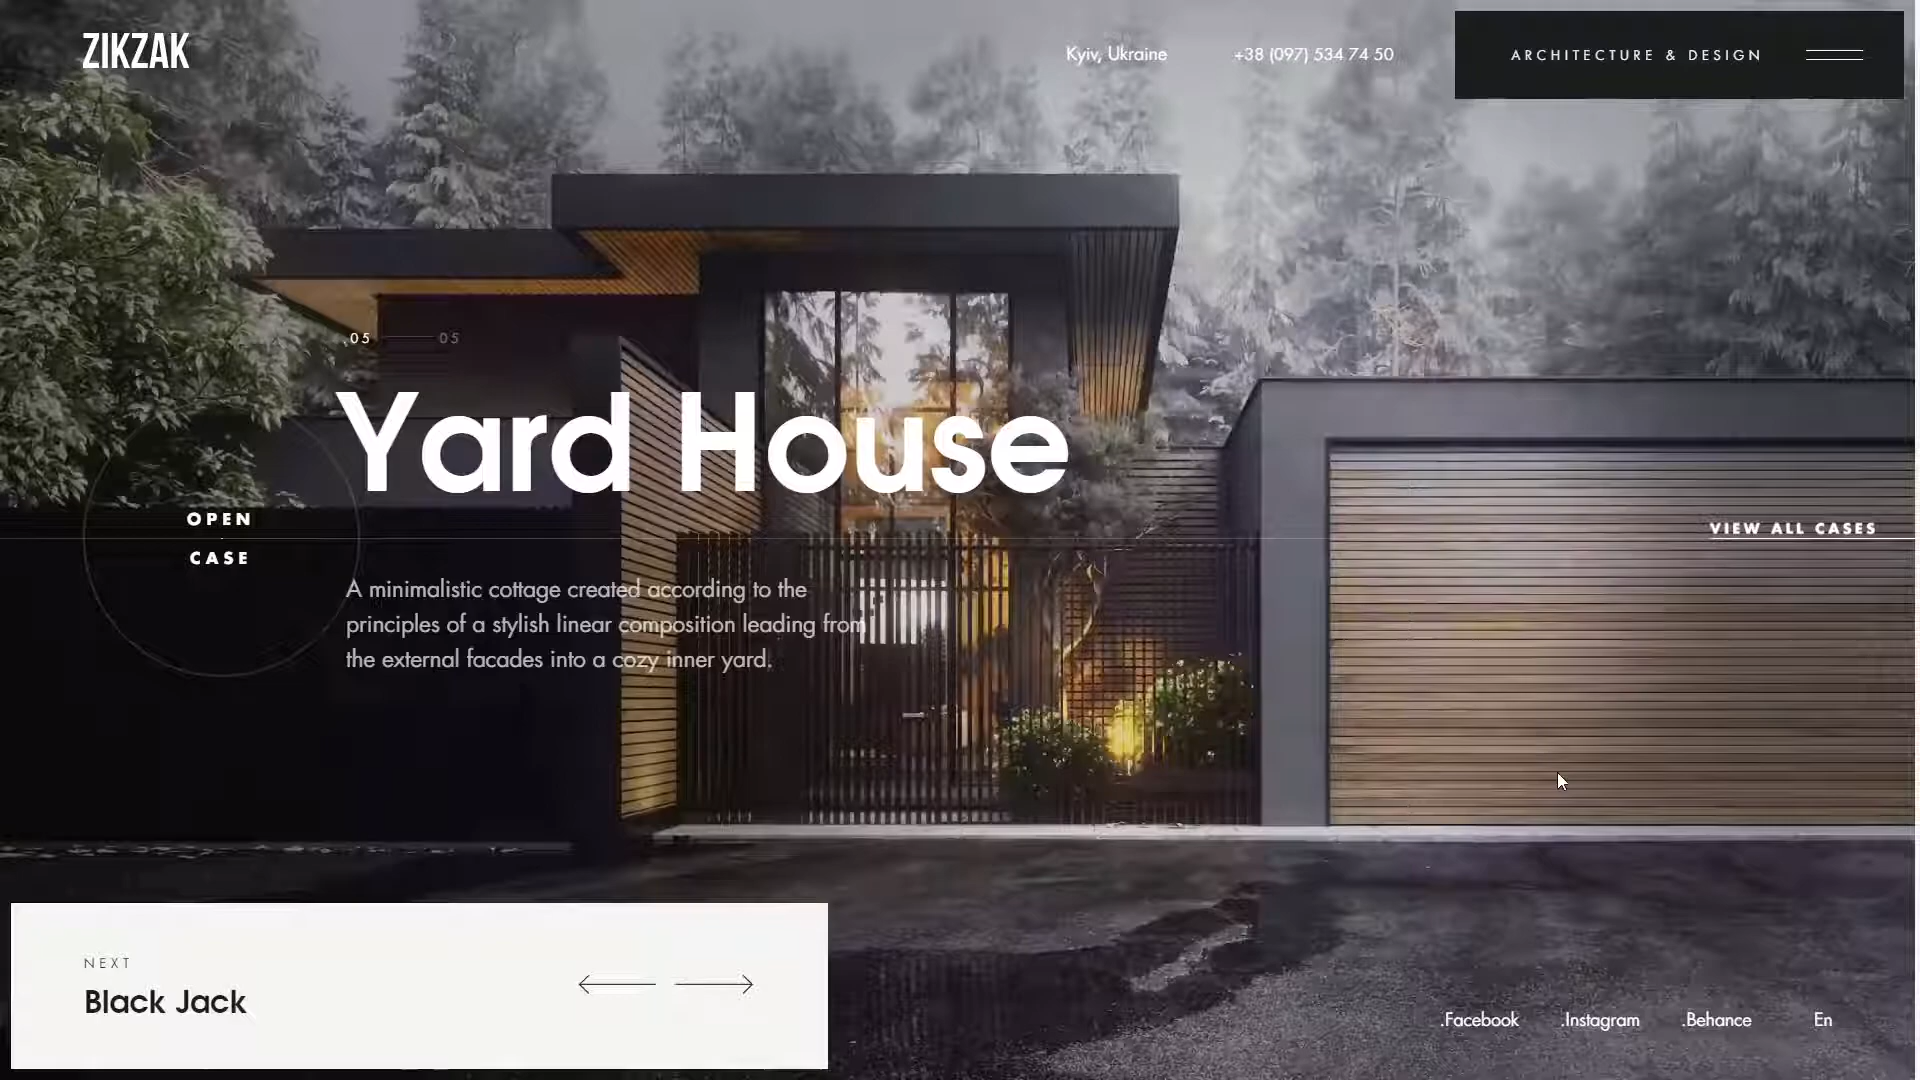 ZIKZAK
Kyiv, Ukraine
+38 (097) 534 74 50
ARCHITECTURE & DESIGN
.05
05
Yard House
OPEN
CASE
VIEW ALL CASES
A minimalistic cottage created according to the
principles of a stylish linear composition leading from
the external facades into a cozy inner yard.
NEXT
Black Jack
.Facebook
.Instagram
.Behance
En